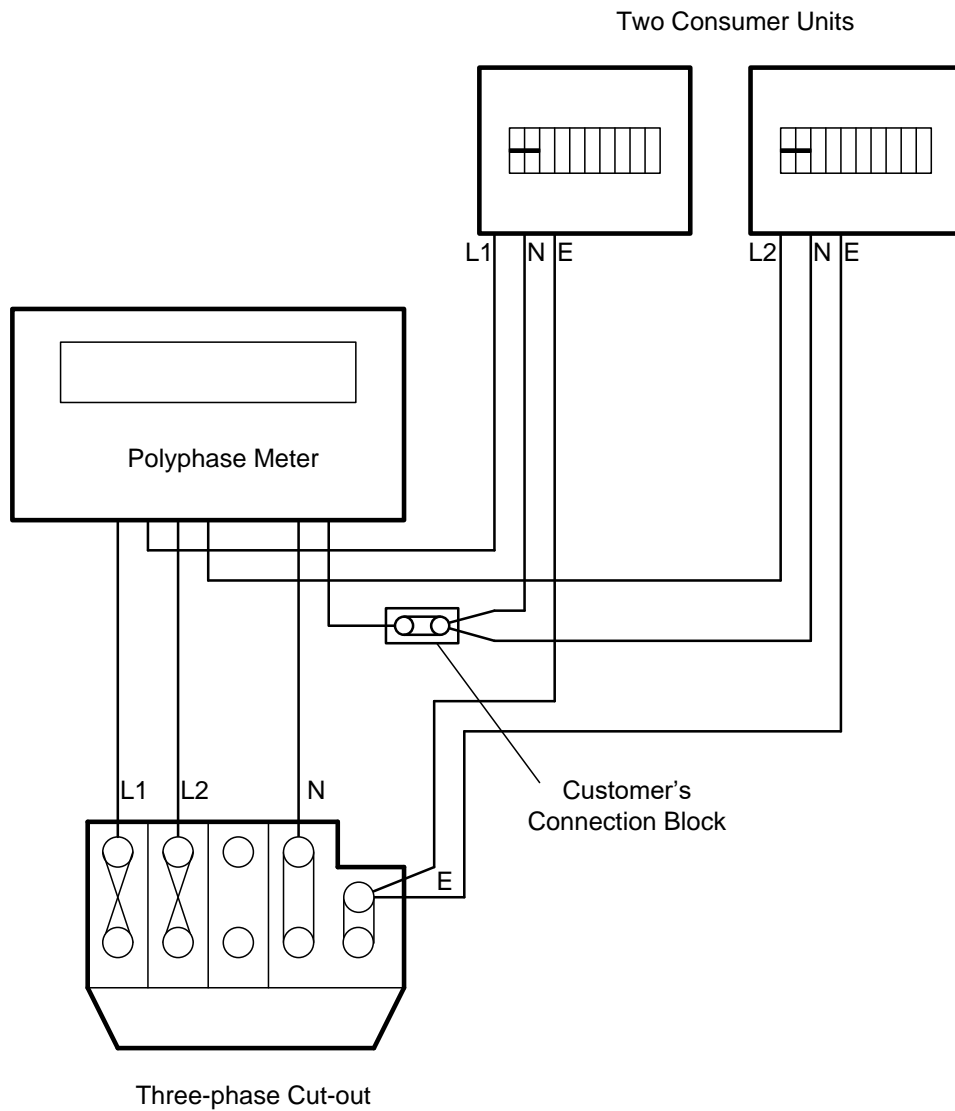 Two Consumer Units
L1 N E
L2 N E
Polyphase Meter
L1 L2 N
Customer's
Connection Block
E
Three-phase Cut-out